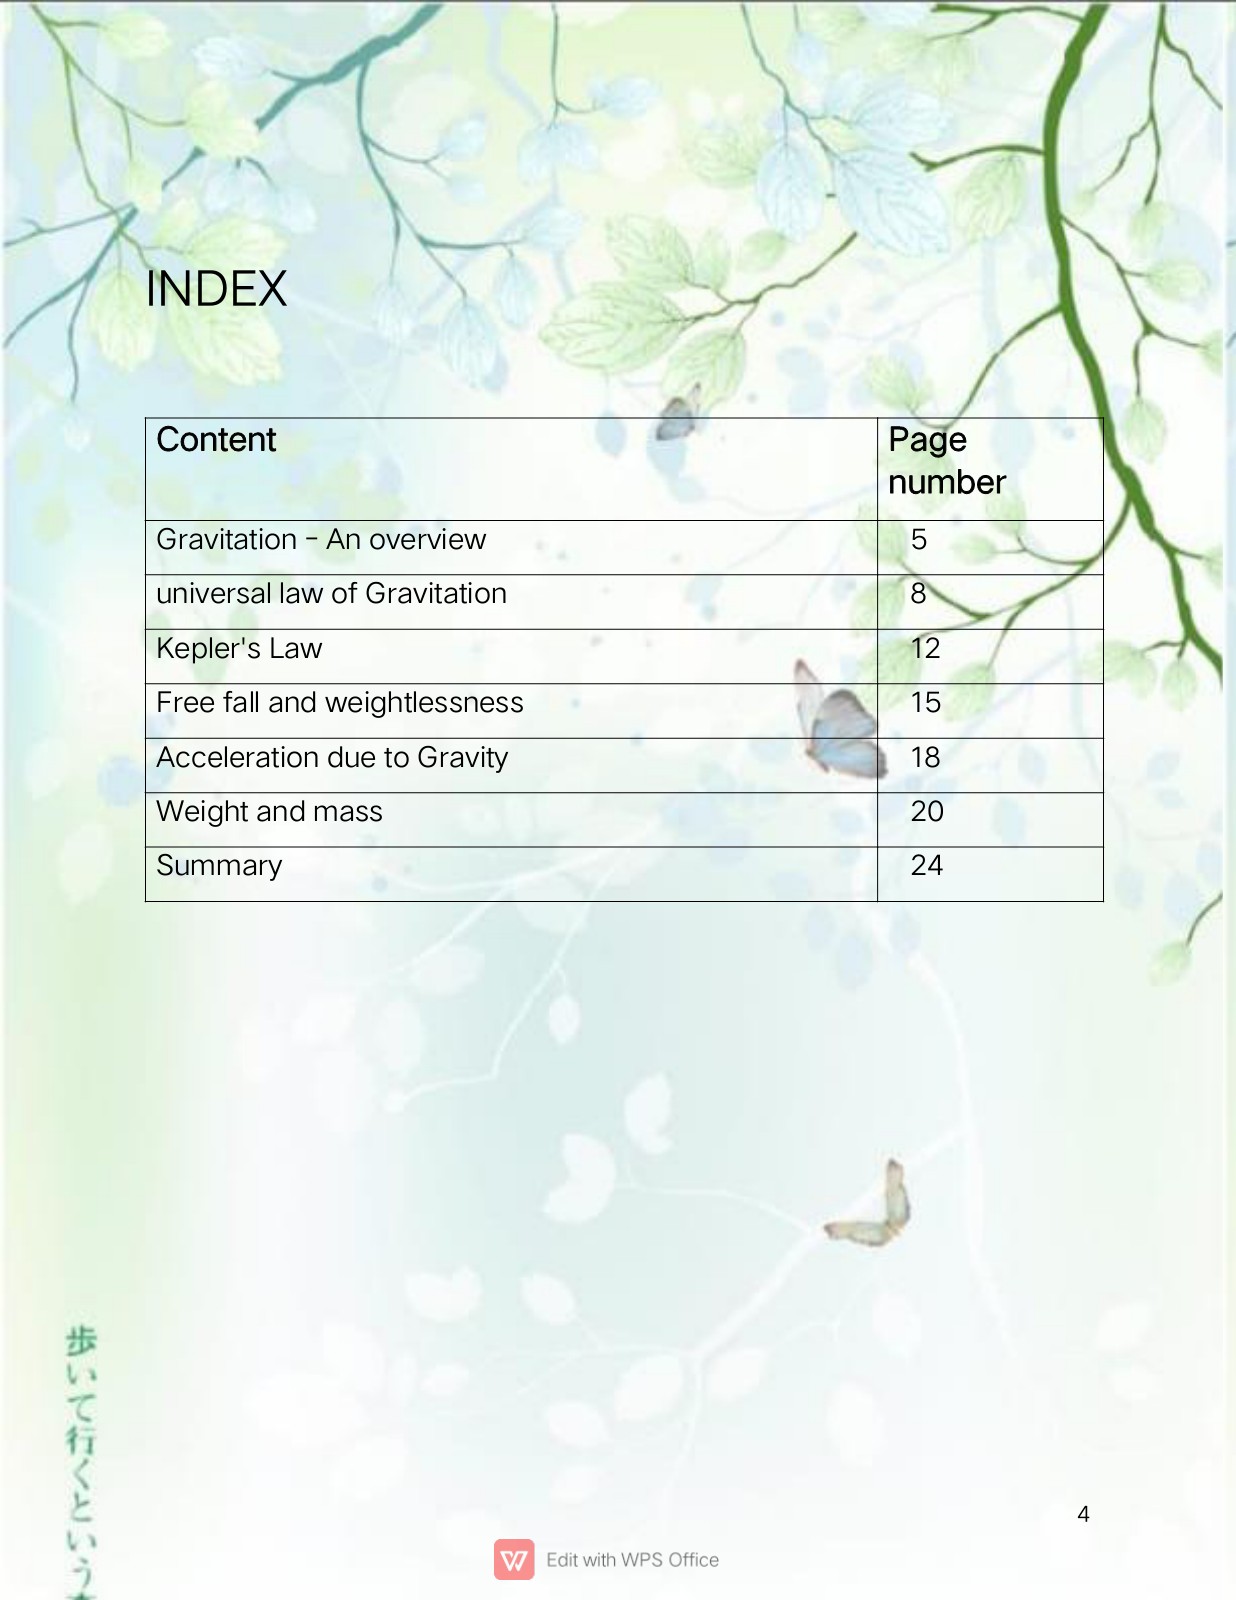 INDEX
Content Page number
Gravitation - An overview 5
universal law of Gravitation 8
Kepler's Law 12
Free fall and weightlessness 15
Acceleration due to Gravity 18
Weight and mass 20
Summary 24
歩いて行くという
4
Edit with WPS Office